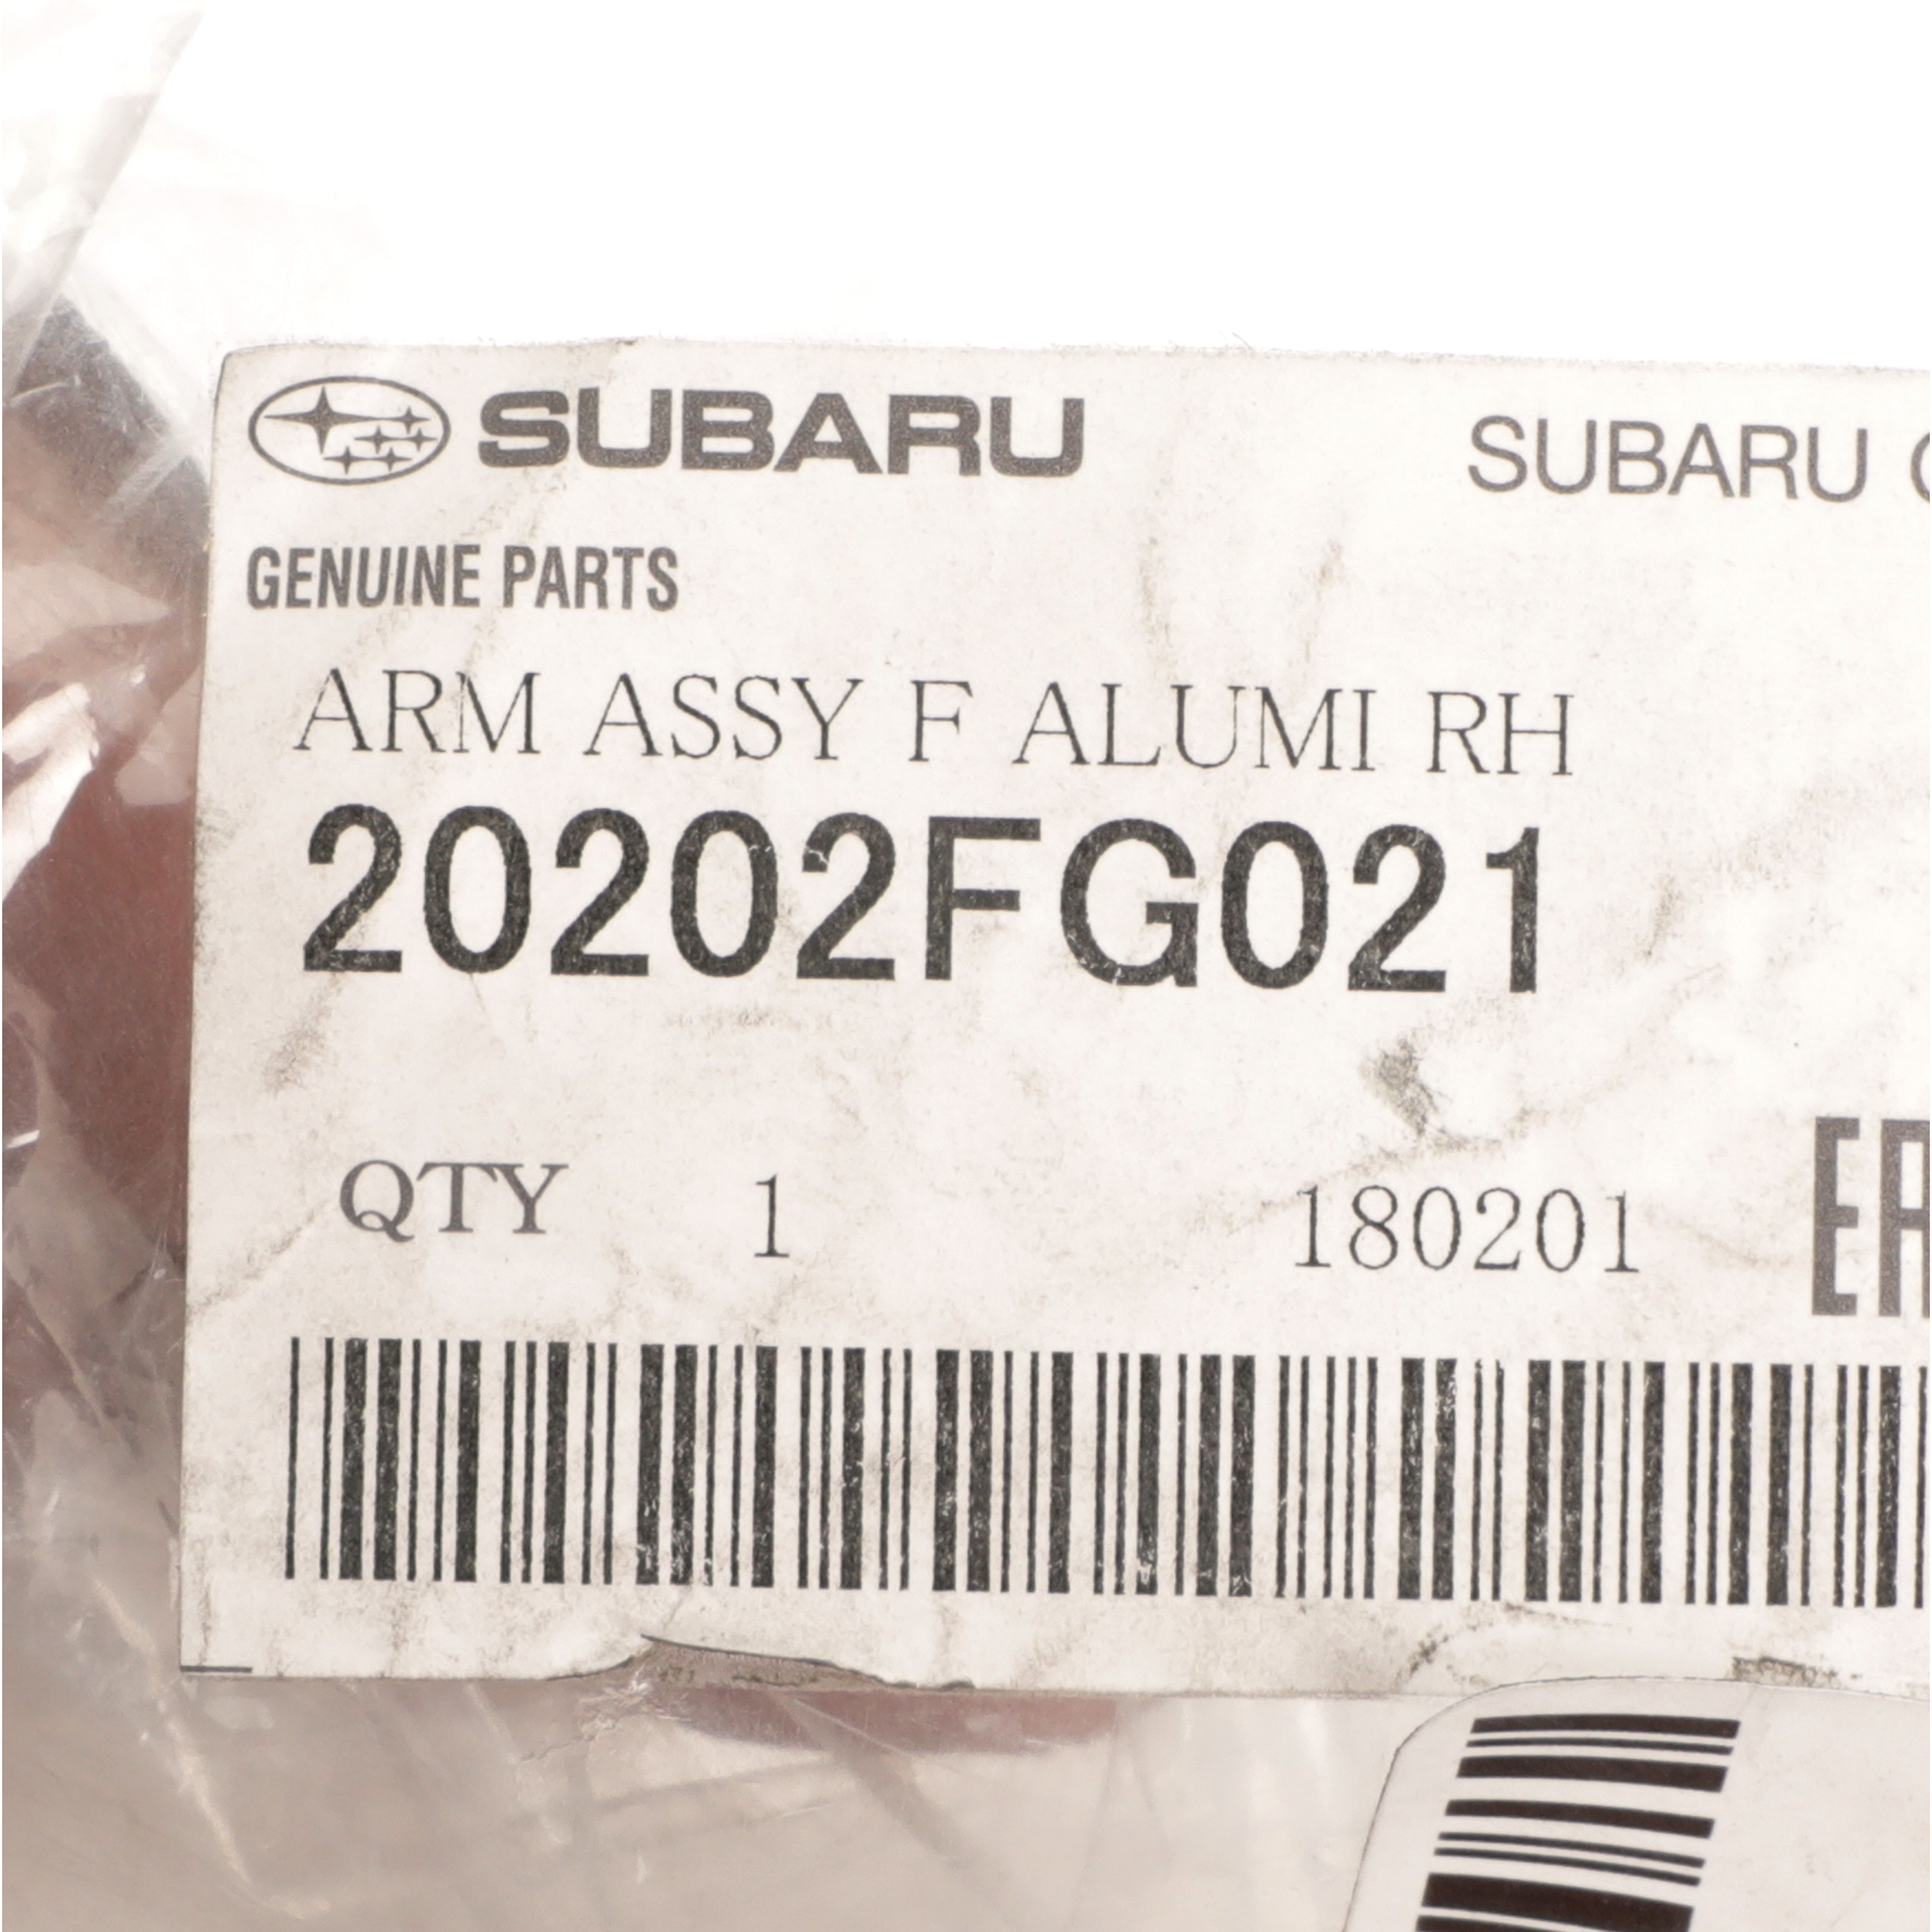 SUBARU
SUBARU
GENUINE PARTS
ARM ASSY F ALUMI RH
20202FG021
QTY 1 180201